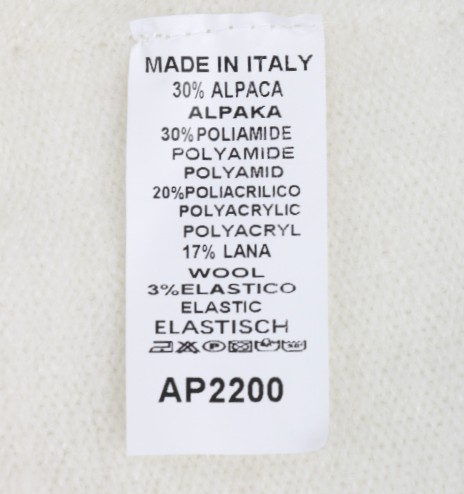 MADE IN ITALY
30% ALPACA
ALPAKA
30%POLIAMIDE
POLYAMIDE
POLYAMID
20%POLIACRILICO
POLYACRYLIC
POLYACRYL
17% LANA
WOOL
3%ELASTICO
ELASTIC
ELASTISCH
AP2200